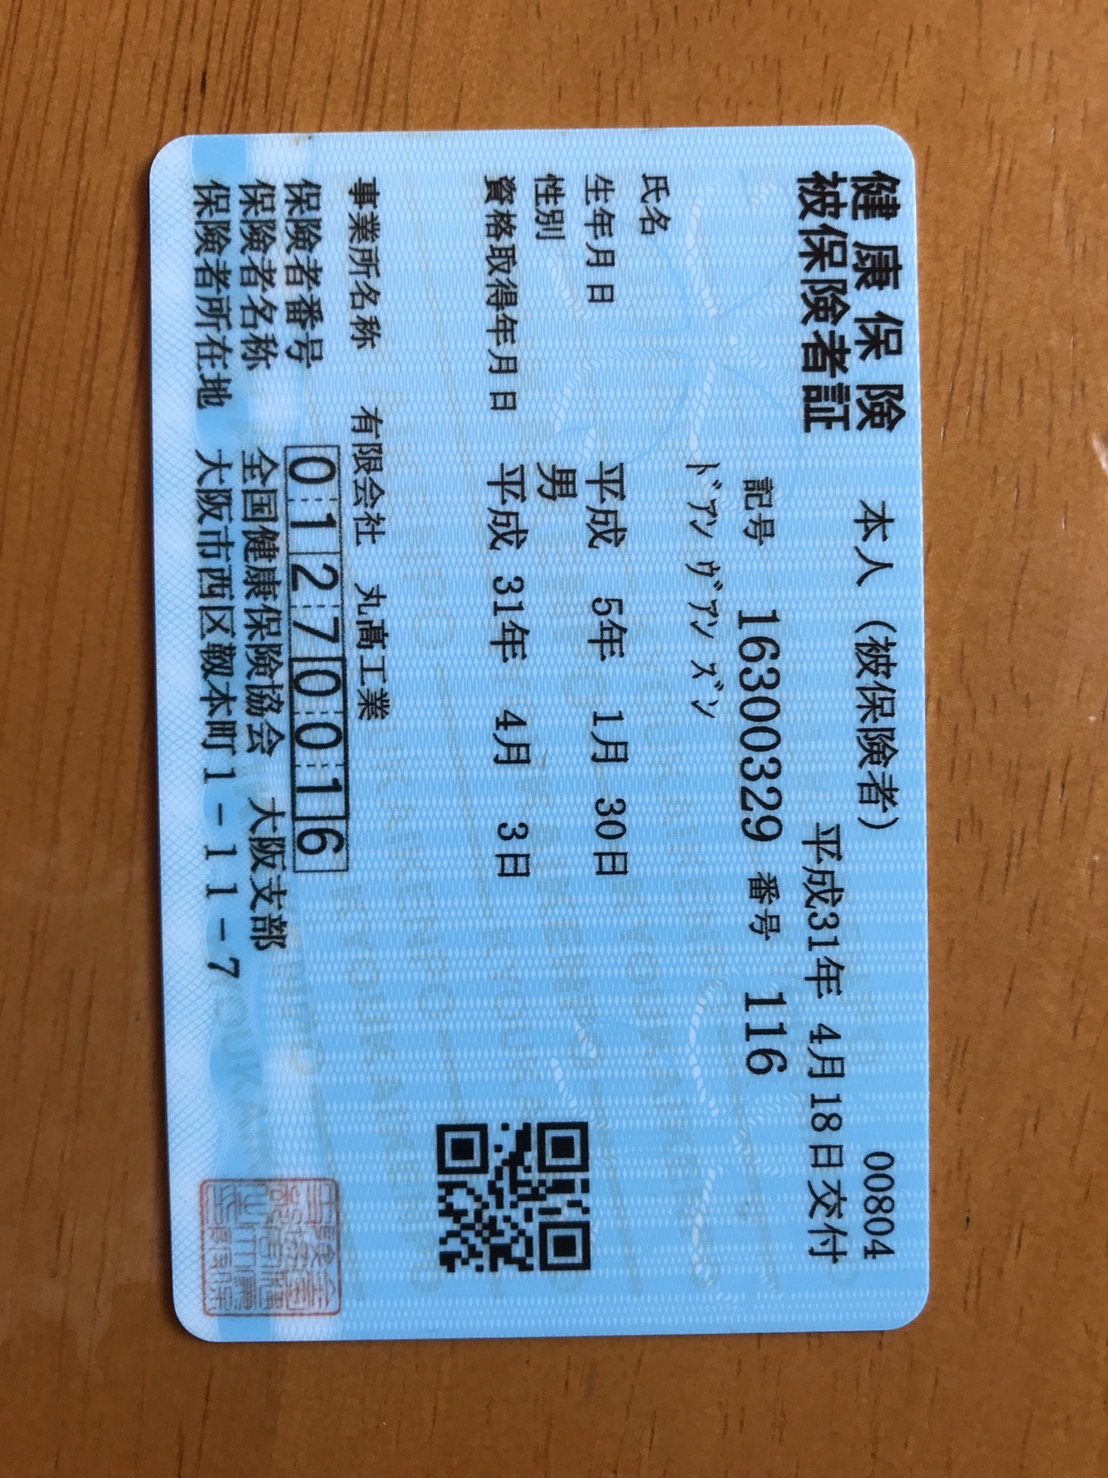 健康保険
被保険者証
本人（被保険者）
00804
平成31年 4月18日交付
記号 16300329 番号 116
ﾄﾞｱﾝ ｳﾞｱﾝ ｽﾞﾝ
氏名
生年月日 平成 5年 1月 30日
性別 男
資格取得年月日 平成 31年 4月 3日
事業所名称 有限会社 丸高工業
保険者番号 01270016
保険者名称 全国健康保険協会 大阪支部
保険者所在地 大阪市西区靱本町1-11-7